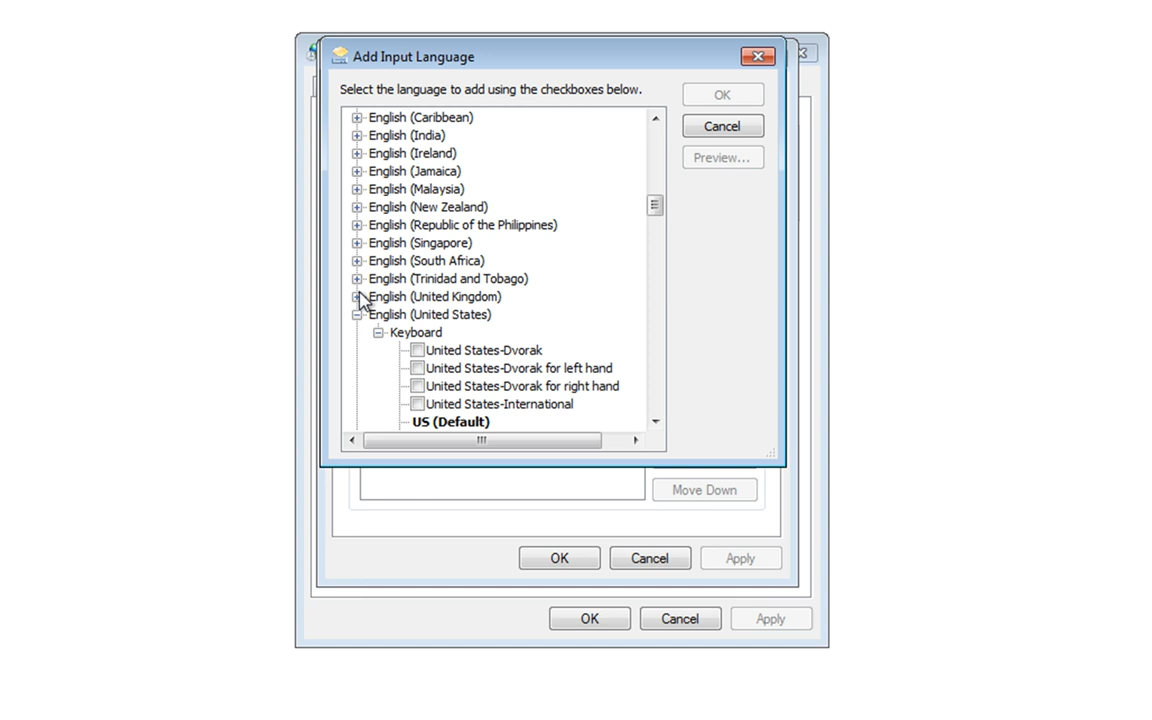 Add Input Language
Select the language to add using the checkboxes below.
OK
Cancel
Preview...
English (Caribbean)
English (India)
English (Ireland)
English (Jamaica)
English (Malaysia)
English (New Zealand)
English (Republic of the Philippines)
English (Singapore)
English (South Africa)
English (Trinidad and Tobago)
English (United Kingdom)
English (United States)
Keyboard
United States-Dvorak
United States-Dvorak for left hand
United States-Dvorak for right hand
United States-International
US (Default)
Move Down
OK Cancel Apply
OK Cancel Apply